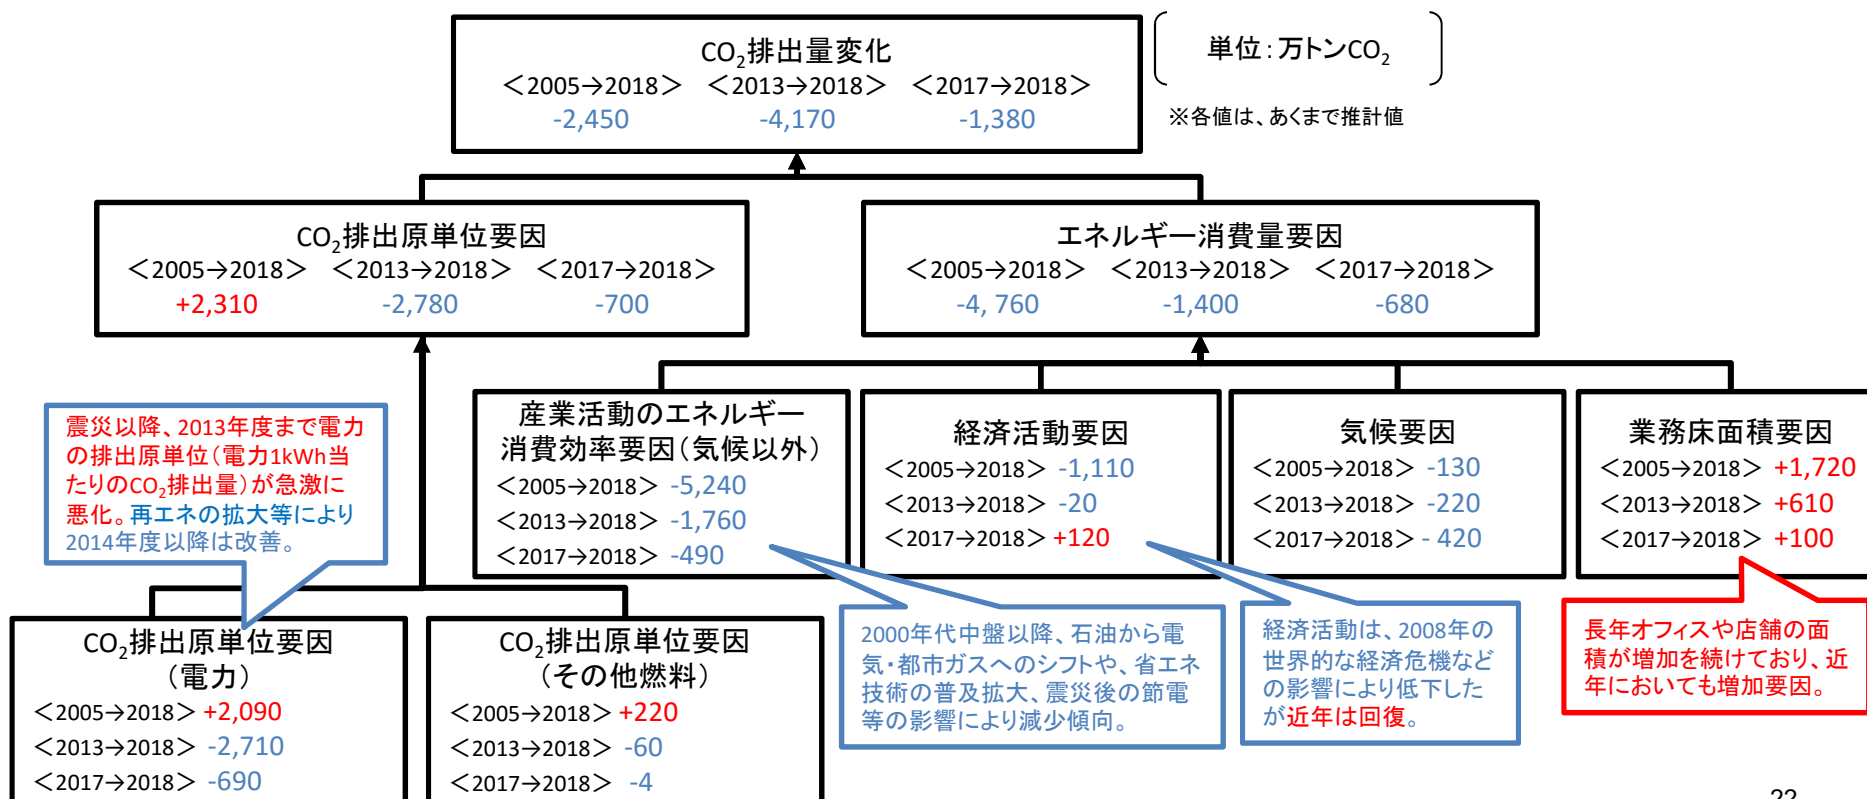 CO₂排出量変化
＜2005→2018＞ ＜2013→2018＞ ＜2017→2018＞
-2,450 -4,170 -1,380
単位：万トンCO₂
※各値は、あくまで推計値
CO₂排出原単位要因
＜2005→2018＞ ＜2013→2018＞ ＜2017→2018＞
+2,310 -2,780 -700
エネルギー消費量要因
＜2005→2018＞ ＜2013→2018＞ ＜2017→2018＞
-4, 760 -1,400 -680
震災以降、2013年度まで電力
の排出原単位（電力1kWh当
たりのCO₂排出量）が急激に
悪化。再エネの拡大等により
2014年度以降は改善。
産業活動のエネルギー
消費効率要因（気候以外）
＜2005→2018＞ -5,240
＜2013→2018＞ -1,760
＜2017→2018＞ -490
経済活動要因
＜2005→2018＞ -1,110
＜2013→2018＞ -20
＜2017→2018＞ +120
気候要因
＜2005→2018＞ -130
＜2013→2018＞ -220
＜2017→2018＞ - 420
業務床面積要因
＜2005→2018＞ +1,720
＜2013→2018＞ +610
＜2017→2018＞ +100
CO₂排出原単位要因
（電力）
＜2005→2018＞ +2,090
＜2013→2018＞ -2,710
＜2017→2018＞ -690
CO₂排出原単位要因
（その他燃料）
＜2005→2018＞ +220
＜2013→2018＞ -60
＜2017→2018＞ -4
2000年代中盤以降、石油から電
気・都市ガスへのシフトや、省エネ
技術の普及拡大、震災後の節電
等の影響により減少傾向。
経済活動は、2008年の
世界的な経済危機など
の影響により低下した
が近年は回復。
長年オフィスや店舗の面
積が増加を続けており、近
年においても増加要因。
22